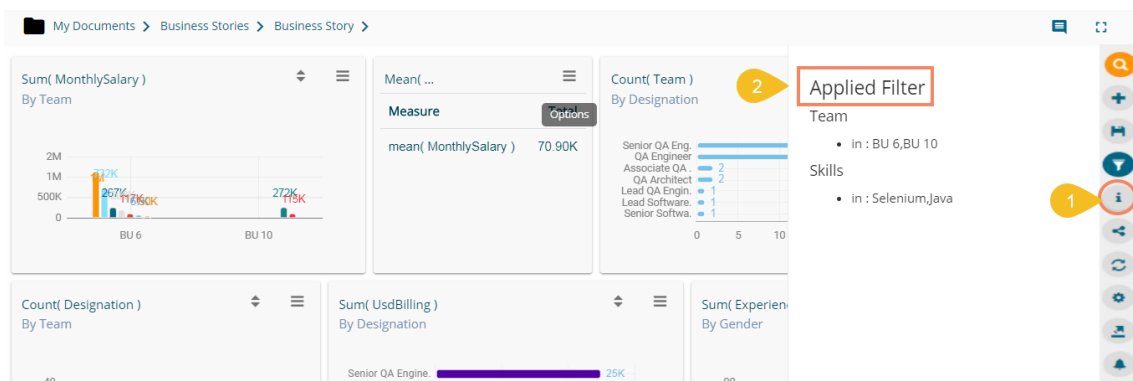 My Documents > Business Stories > Business Story >
Sum( MonthlySalary )
By Team
2M
1M
500K
0
722K
267K
117K
272K
115K
BU 6
BU 10
Mean( ...
Measure
Options
mean( MonthlySalary ) 70.90K
Count( Team )
By Designation
Senior QA Eng.
QA Engineer
Associate QA . 2
QA Architect 2
Lead QA Engin. 1
Lead Software. 1
Senior Softwa. 1
0 5 10
2
Applied Filter
Team
• in : BU 6,BU 10
Skills
• in : Selenium,Java
1
Count( Designation )
By Team
Sum( UsdBilling )
By Designation
Senior QA Engine. 25K
Sum( Experien
By Gender